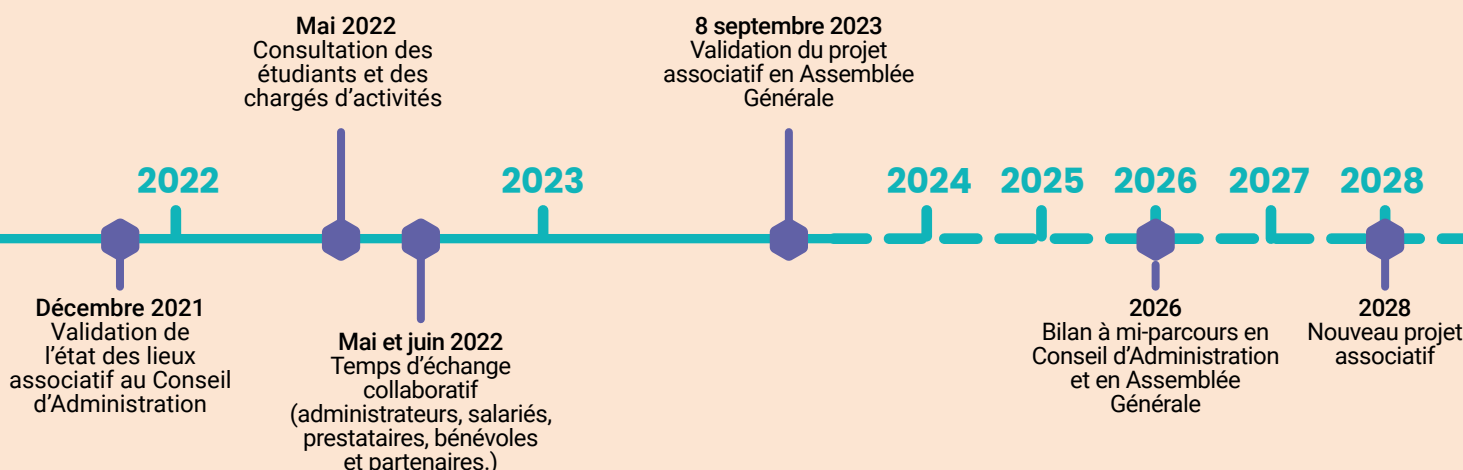 Mai 2022
Consultation des
étudiants et des
chargés d'activités
8 septembre 2023
Validation du projet
associatif en Assemblée
Générale
2022
2023
2024
2025
2026
2027
2028
Décembre 2021
Validation de
l'état des lieux
associatif au Conseil
d'Administration
Mai et juin 2022
Temps d'échange
collaboratif
(administrateurs, salariés,
prestataires, bénévoles
et partenaires.)
2026
Bilan à mi-parcours en
Conseil d'Administration
et en Assemblée
Générale
2028
Nouveau projet
associatif